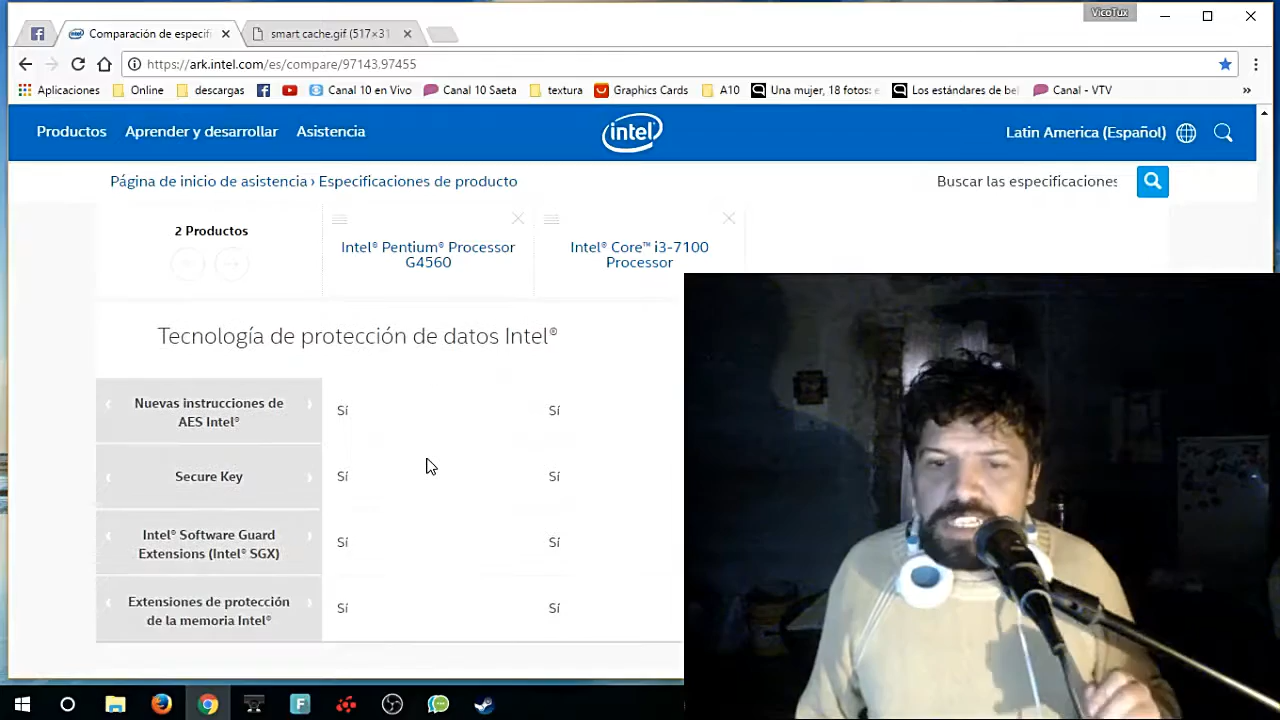 VicoTux
Comparación de especifi
smart cache.gif (517×31
https://ark.intel.com/es/compare/97143,97455
Aplicaciones
Online
descargas
Canal 10 en Vivo
Canal 10 Saeta
textura
Graphics Cards
A10
Una mujer, 18 fotos: e
Los estándares de bel
Canal - VTV
»
Productos
Aprender y desarrollar
Asistencia
intel
Latin America (Español)
Página de inicio de asistencia › Especificaciones de producto
Buscar las especificaciones
2 Productos
Intel® Pentium® Processor
G4560
Intel® Core™ i3-7100
Processor
Tecnología de protección de datos Intel®
Nuevas instrucciones de
AES Intel®
Sí
Sí
Secure Key
Sí
Sí
Intel® Software Guard
Extensions (Intel® SGX)
Sí
Sí
Extensiones de protección
de la memoria Intel®
Sí
Sí